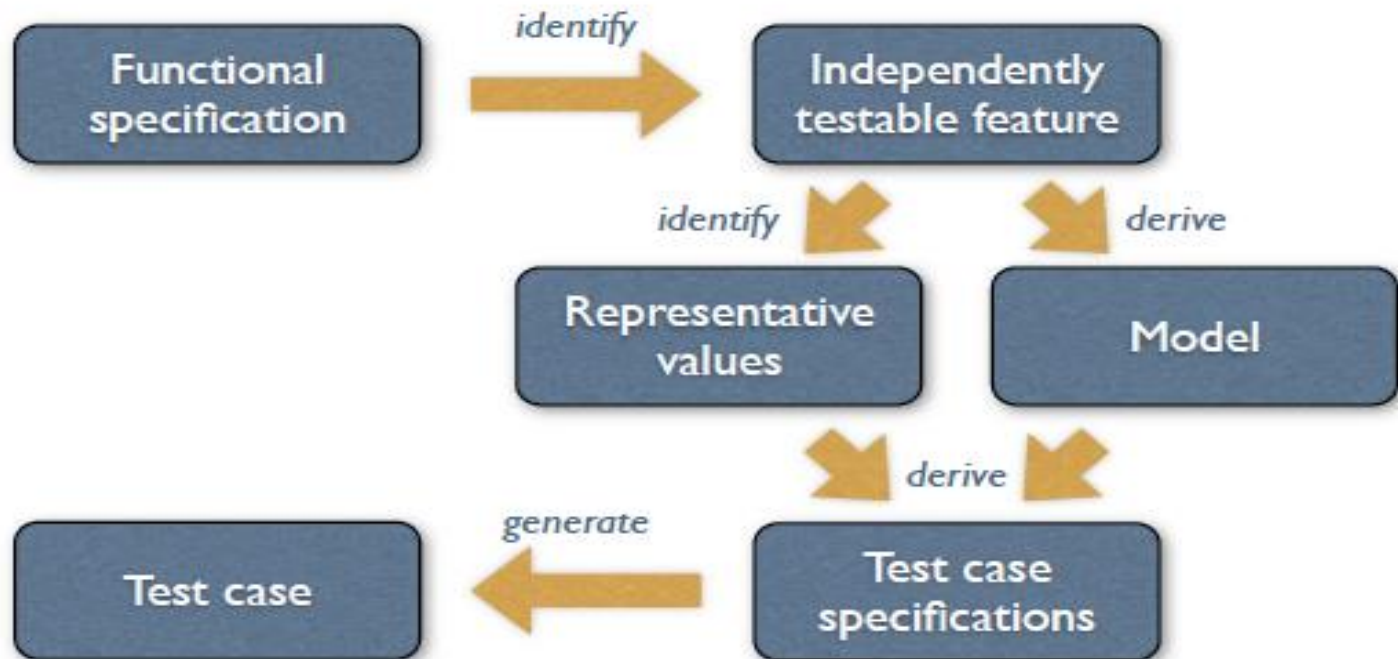 identify
Functional
specification
Independently
testable feature
identify
derive
Representative
values
Model
derive
generate
Test case
Test case
specifications